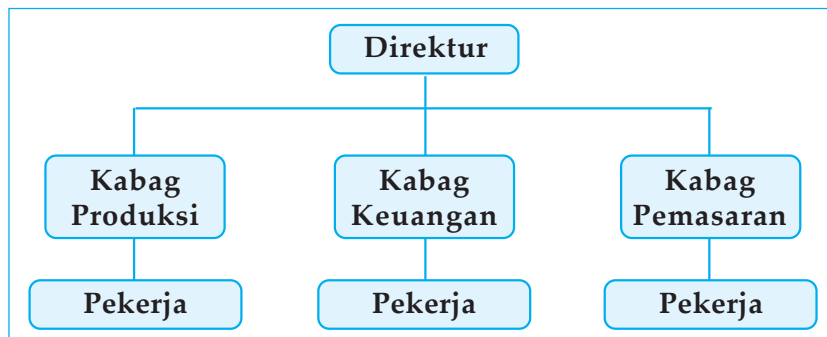 Direktur
Kabag
Produksi
Kabag
Keuangan
Kabag
Pemasaran
Pekerja
Pekerja
Pekerja